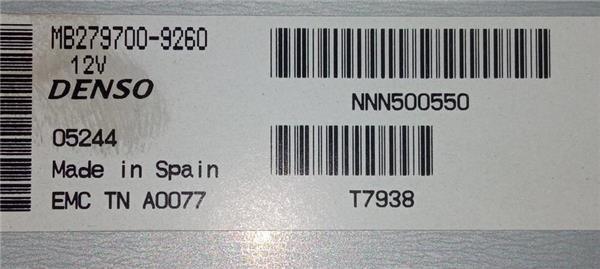 MB279700-9260
12V
DENSO
NNN500550
05244
Made in Spain
EMC TN A0077
T7938